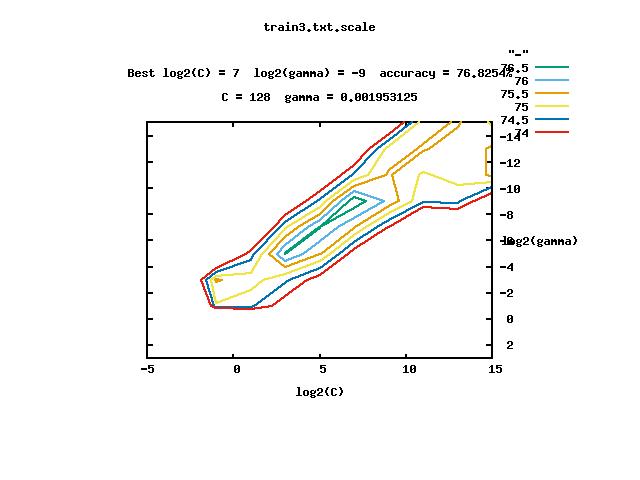 train3.txt.scale
"-"
Best log2(C) = 7  log2(gamma) = -9  accuracy = 76.8254%
76.5
76
C = 128  gamma = 0.001953125
75.5
75
74.5
74
-14
-12
-10
-8
-6
log2(gamma)
-4
-2
0
2
-5 0 5 10 15
log2(C)